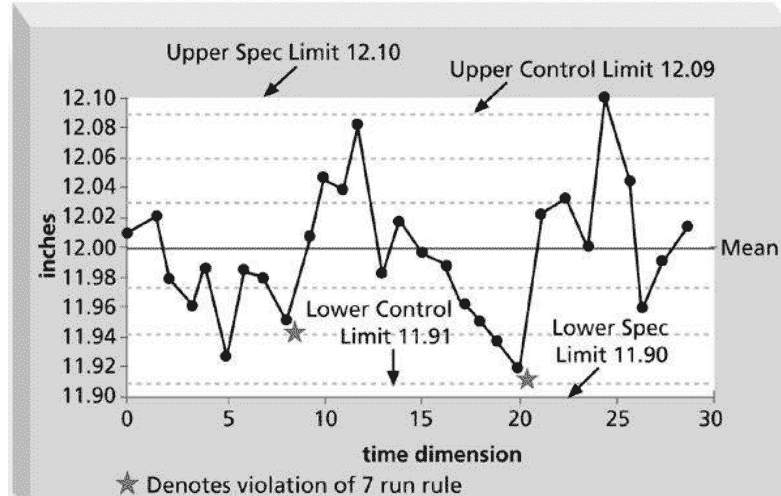 Upper Spec Limit 12.10
Upper Control Limit 12.09
12.10
12.08
12.06
12.04
12.02
12.00
11.98
11.96
11.94
11.92
11.90
inches
Mean
Lower Control
Limit 11.91
Lower Spec
Limit 11.90
0
5
10
15
20
25
30
time dimension
Denotes violation of 7 run rule